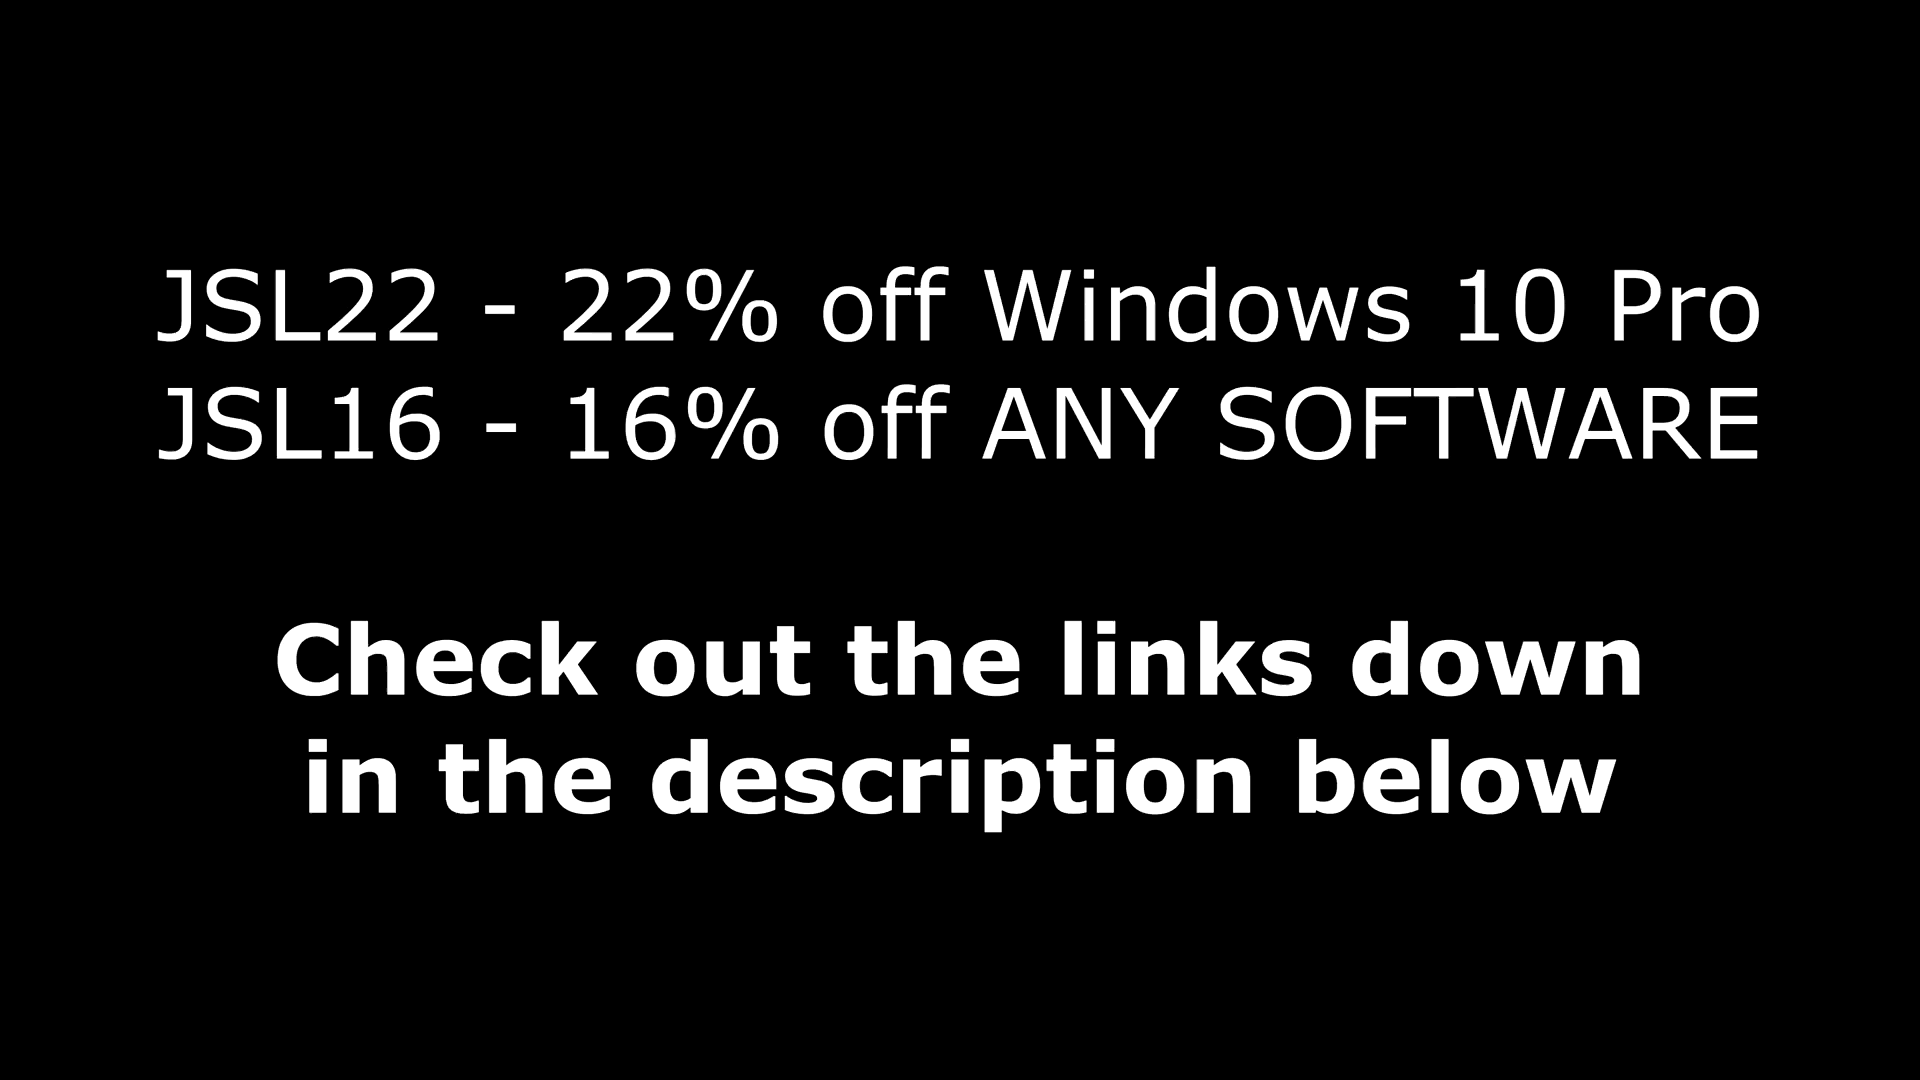 JSL22 - 22% off Windows 10 Pro
JSL16 - 16% off ANY SOFTWARE
Check out the links down
in the description below